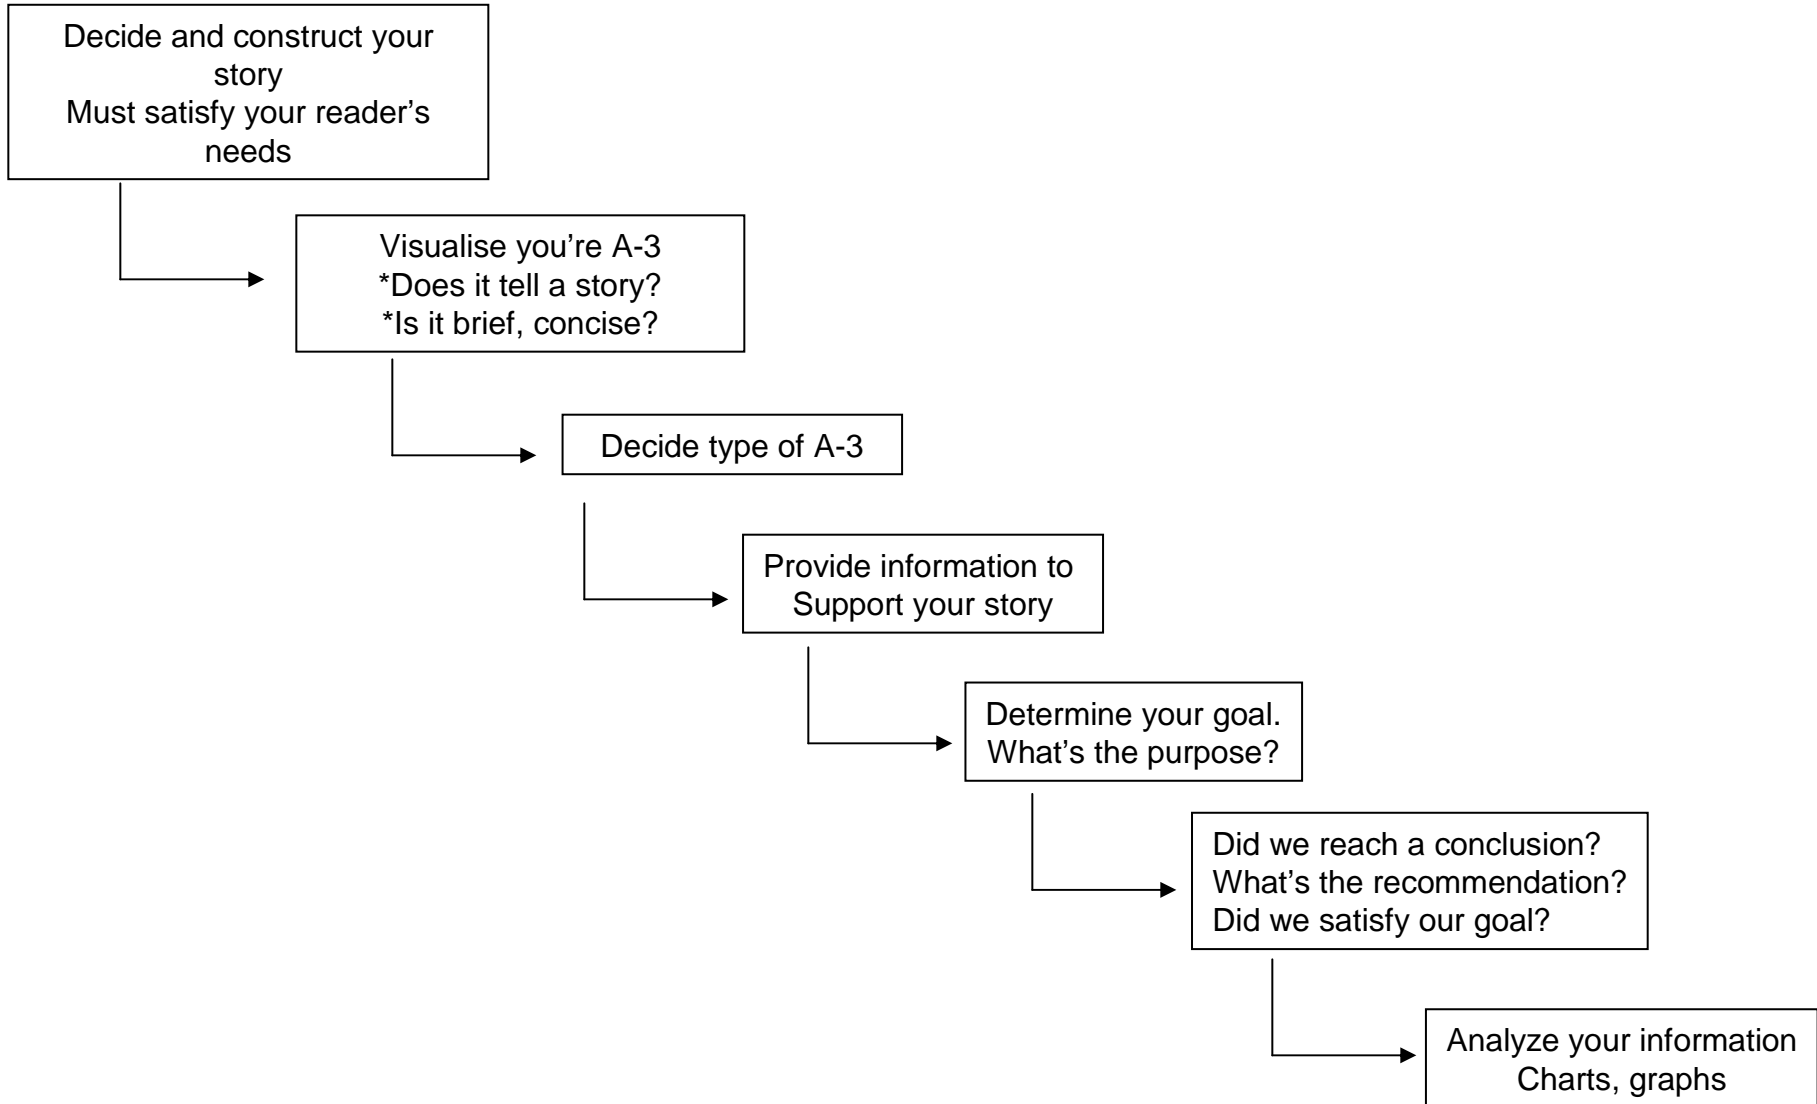 Decide and construct your
story
Must satisfy your reader’s
needs
Visualise you’re A-3
*Does it tell a story?
*Is it brief, concise?
Decide type of A-3
Provide information to
Support your story
Determine your goal.
What’s the purpose?
Did we reach a conclusion?
What’s the recommendation?
Did we satisfy our goal?
Analyze your information
Charts, graphs